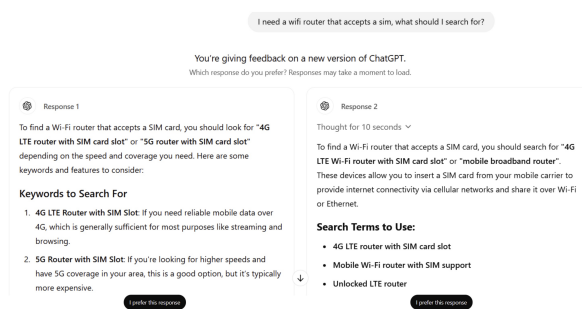 I need a wifi router that accepts a sim, what should I search for?
You're giving feedback on a new version of ChatGPT.
Which response do you prefer? Responses may take a moment to load.
Response 1
To find a Wi-Fi router that accepts a SIM card, you should look for "4G
LTE router with SIM card slot" or "5G router with SIM card slot"
depending on the speed and coverage you need. Here are some
keywords and features to consider:
Keywords to Search For
1. 4G LTE Router with SIM Slot: If you need reliable mobile data over
4G, which is generally sufficient for most purposes like streaming and
browsing.
2. 5G Router with SIM Slot: If you're looking for higher speeds and
have 5G coverage in your area, this is a good option, but it's typically
more expensive.
I prefer this response
Response 2
Thought for 10 seconds
To find a Wi-Fi router that accepts a SIM card, you should search for "4G
LTE Wi-Fi router with SIM card slot" or "mobile broadband router".
These devices allow you to insert a SIM card from your mobile carrier to
provide internet connectivity via cellular networks and share it over Wi-Fi
or Ethernet.
Search Terms to Use:
• 4G LTE router with SIM card slot
• Mobile Wi-Fi router with SIM support
• Unlocked LTE router
I prefer this response